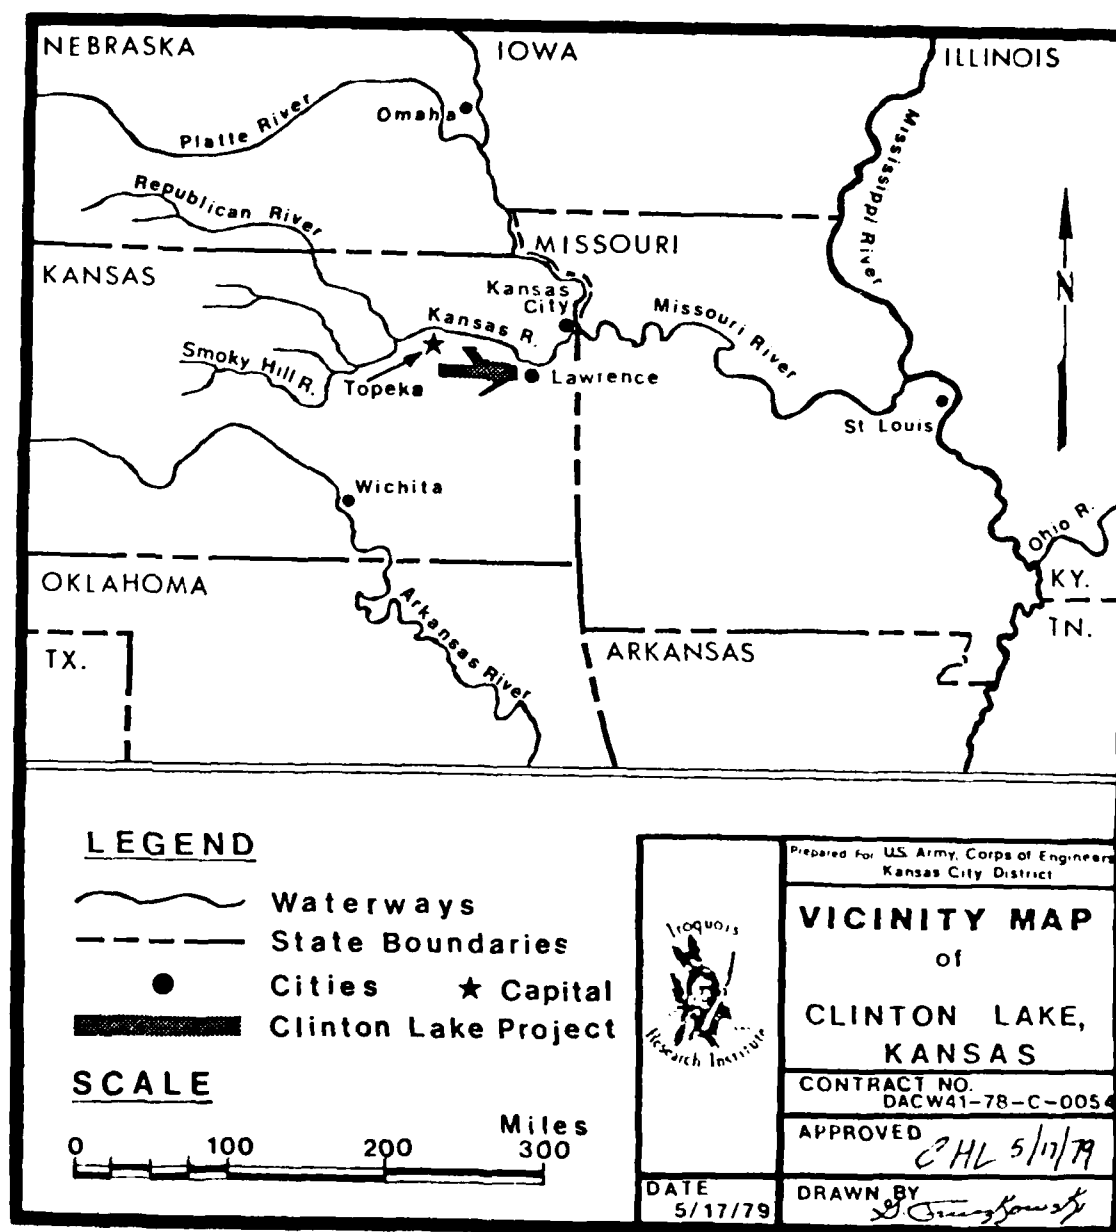 NEBRASKA
IOWA
ILLINOIS
Omaha
Platte River
Mississippi River
Republican River
MISSOURI
KANSAS
Kansas
City
Missouri River
Kansas R.
N
Smoky Hill R.
Topeka
Lawrence
St Louis
Wichita
Ohio R.
OKLAHOMA
KY.
Arkansas River
TN.
TX.
ARKANSAS
LEGEND
Waterways
State Boundaries
Cities ★ Capital
Clinton Lake Project
SCALE
Miles
0 100 200 300
Iroquois
Research Institute
DATE
5/17/79
Prepared For U.S. Army, Corps of Engineers
Kansas City District
VICINITY MAP
of
CLINTON LAKE,
KANSAS
CONTRACT NO.
DACW41-78-C-0054
APPROVED
CHL 5/17/79
DRAWN BY